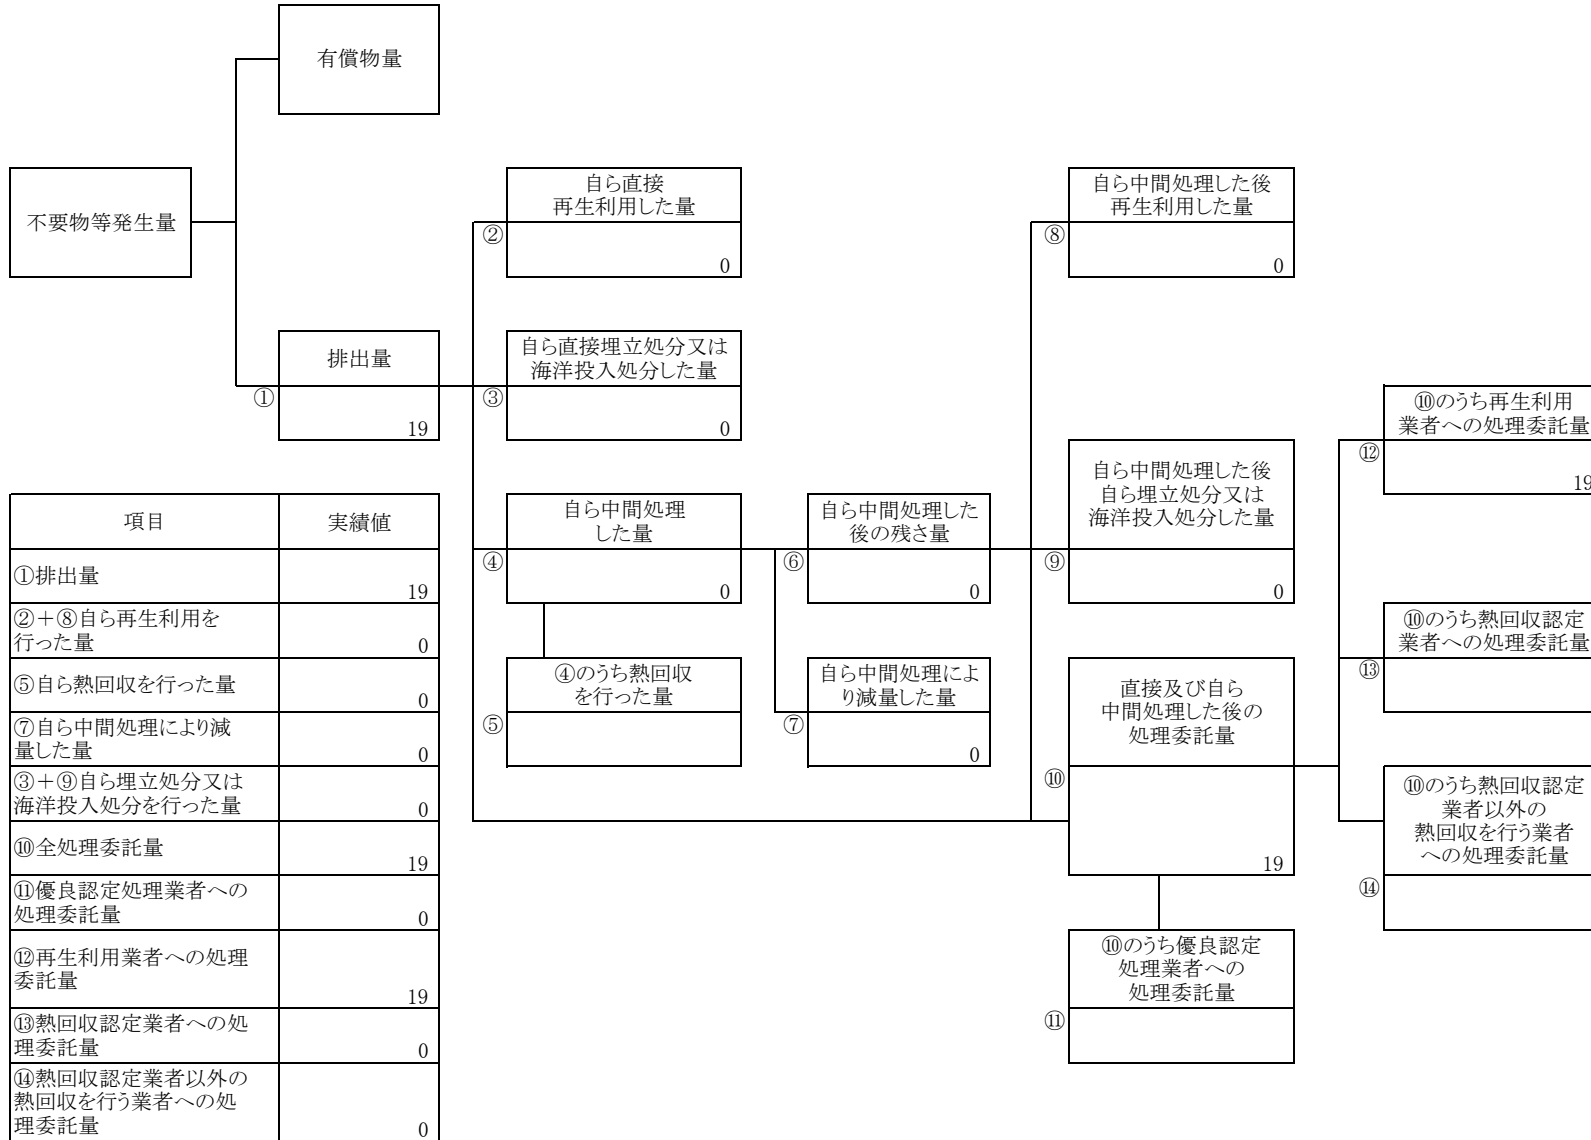 有償物量
不要物等発生量
自ら直接
再生利用した量
②
0
自ら中間処理した後
再生利用した量
⑧
0
排出量
①
19
自ら直接埋立処分又は
海洋投入処分した量
③
0
⑩のうち再生利用
業者への処理委託量
⑫
19
自ら中間処理
した量
④
0
自ら中間処理した
後の残さ量
⑥
0
自ら中間処理した後
自ら埋立処分又は
海洋投入処分した量
⑨
0
⑩のうち熱回収認定
業者への処理委託量
⑬
④のうち熱回収
を行った量
⑤
自ら中間処理によ
り減量した量
⑦
0
直接及び自ら
中間処理した後の
処理委託量
⑩
19
⑩のうち熱回収認定
業者以外の
熱回収を行う業者
への処理委託量
⑭
⑩のうち優良認定
処理業者への
処理委託量
⑪
項目 実績値
①排出量 19
②＋⑧自ら再生利用を
行った量 0
⑤自ら熱回収を行った量 0
⑦自ら中間処理により減
量した量 0
③＋⑨自ら埋立処分又は
海洋投入処分を行った量 0
⑩全処理委託量 19
⑪優良認定処理業者への
処理委託量 0
⑫再生利用業者への処理
委託量 19
⑬熱回収認定業者への処
理委託量 0
⑭熱回収認定業者以外の
熱回収を行う業者への処
理委託量 0